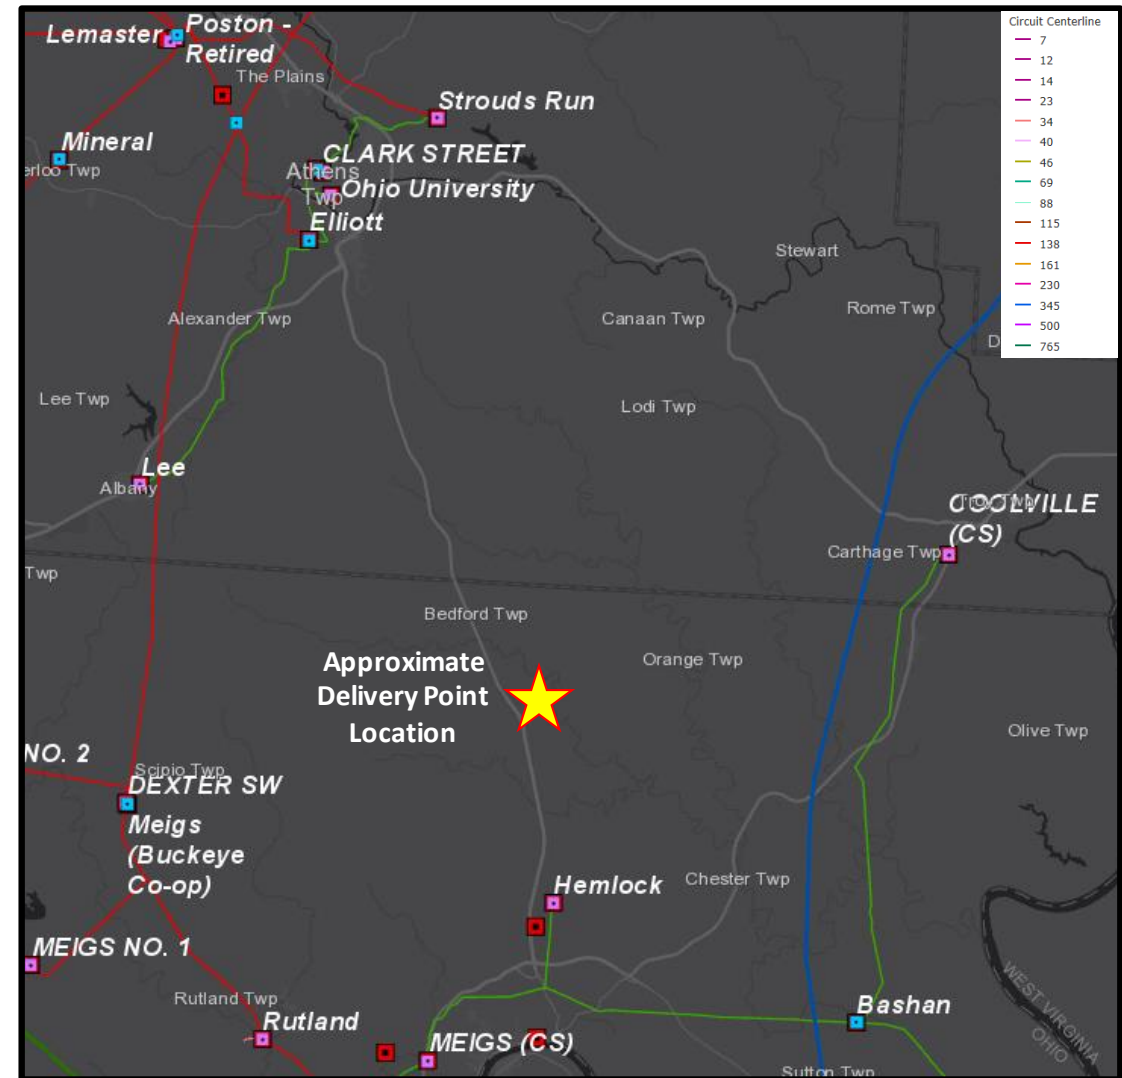 Lemaster
Poston -
Retired
The Plains
Strouds Run
Mineral
erloo Twp
CLARK STREET
Athens
Twp
Ohio University
Elliott
Stewart
Rome Twp
Alexander Twp
Canaan Twp
D
Lee Twp
Lodi Twp
Lee
Albany
COOLVILLE
(CS)
Troy Twp
Carthage Twp
Twp
Bedford Twp
Orange Twp
Approximate
Delivery Point
Location
Olive Twp
NO. 2
Scipio Twp
DEXTER SW
Meigs
(Buckeye
Co-op)
Hemlock
Chester Twp
MEIGS NO. 1
Rutland Twp
Rutland
MEIGS (CS)
Bashan
WEST VIRGINIA
OHIO
Sutton Twp
Circuit Centerline
7
12
14
23
34
40
46
69
88
115
138
161
230
345
500
765